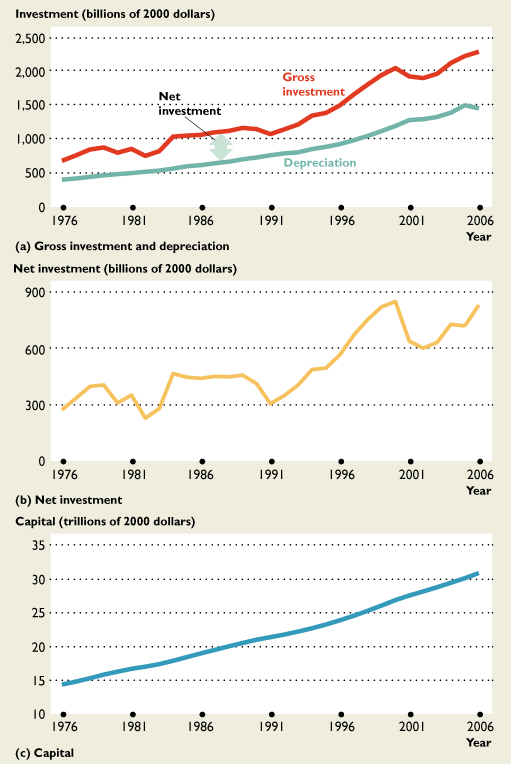 Investment (billions of 2000 dollars)
2,500
2,000
1,500
1,000
500
0
Gross
investment
Net
investment
Depreciation
1976 1981 1986 1991 1996 2001 2006
Year
(a) Gross investment and depreciation
Net investment (billions of 2000 dollars)
900
600
300
0
1976 1981 1986 1991 1996 2001 2006
Year
(b) Net investment
Capital (trillions of 2000 dollars)
35
30
25
20
15
10
1976 1981 1986 1991 1996 2001 2006
Year
(c) Capital